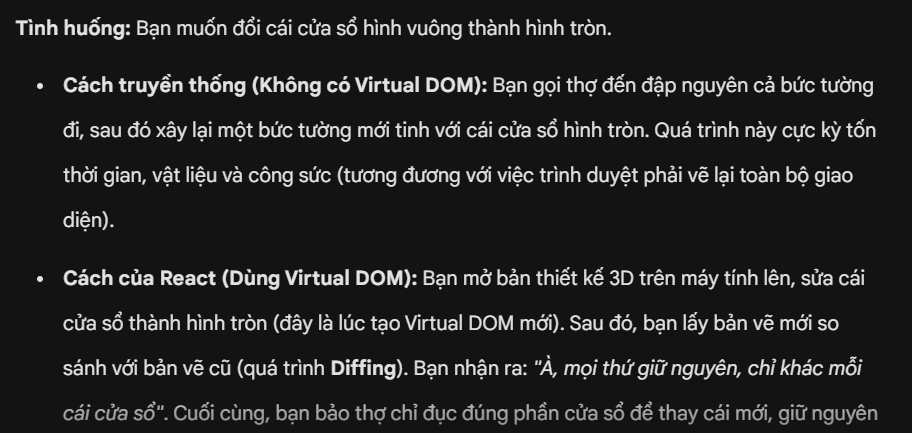 Tình huống: Bạn muốn đổi cái cửa sổ hình vuông thành hình tròn.
• Cách truyền thống (Không có Virtual DOM): Bạn gọi thợ đến đập nguyên cả bức tường
đi, sau đó xây lại một bức tường mới tinh với cái cửa sổ hình tròn. Quá trình này cực kỳ tốn
thời gian, vật liệu và công sức (tương đương với việc trình duyệt phải vẽ lại toàn bộ giao
diện).
• Cách của React (Dùng Virtual DOM): Bạn mở bản thiết kế 3D trên máy tính lên, sửa cái
cửa sổ thành hình tròn (đây là lúc tạo Virtual DOM mới). Sau đó, bạn lấy bản vẽ mới so
sánh với bản vẽ cũ (quá trình Diffing). Bạn nhận ra: "À, mọi thứ giữ nguyên, chỉ khác mỗi
cái cửa sổ". Cuối cùng, bạn bảo thợ chỉ đục đúng phần cửa sổ để thay cái mới, giữ nguyên